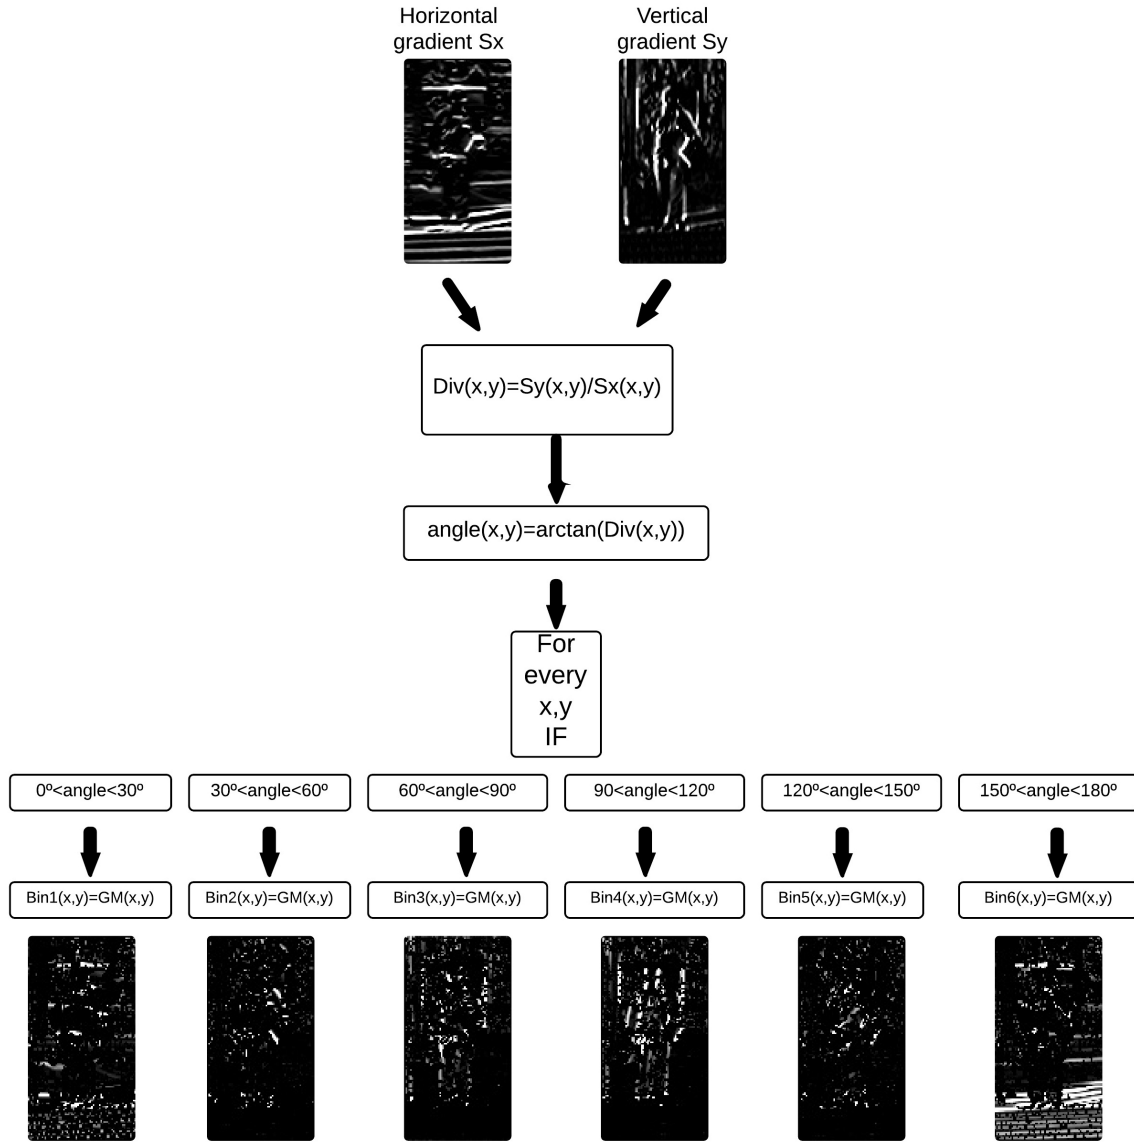 Horizontal
gradient Sx
Vertical
gradient Sy
Div(x,y)=Sy(x,y)/Sx(x,y)
angle(x,y)=arctan(Div(x,y))
For
every
x,y
IF
0º<angle<30º
30º<angle<60º
60º<angle<90º
90<angle<120º
120º<angle<150º
150º<angle<180º
Bin1(x,y)=GM(x,y)
Bin2(x,y)=GM(x,y)
Bin3(x,y)=GM(x,y)
Bin4(x,y)=GM(x,y)
Bin5(x,y)=GM(x,y)
Bin6(x,y)=GM(x,y)